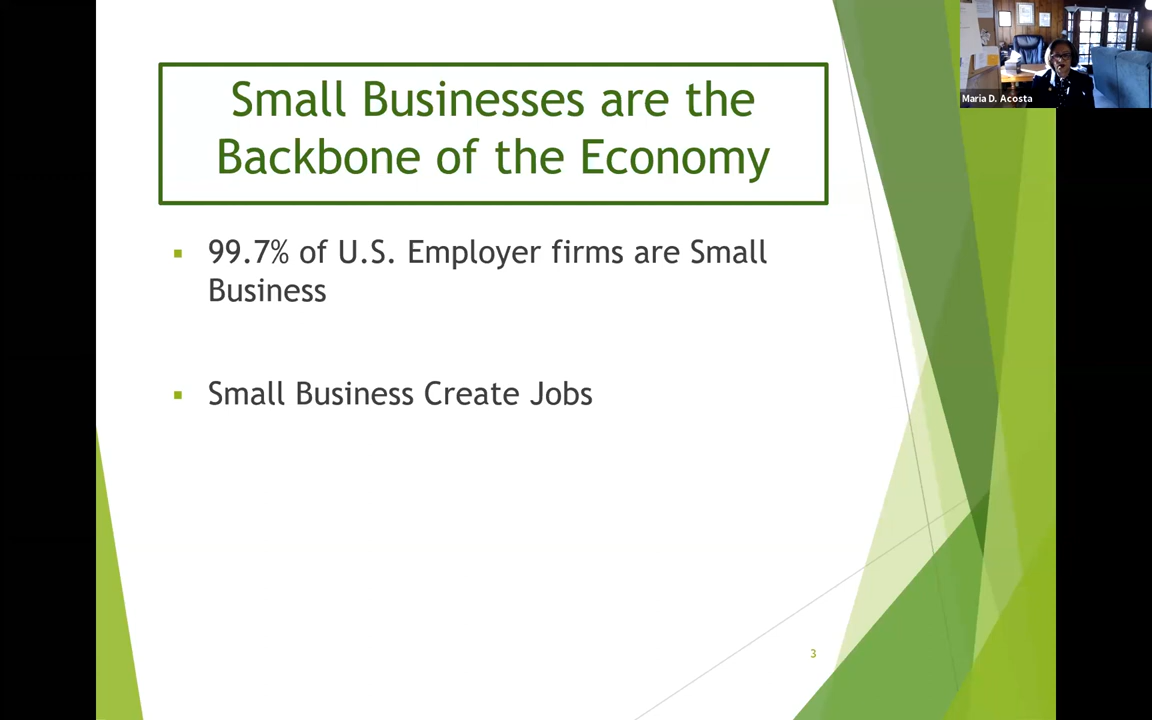 Small Businesses are the
Backbone of the Economy
▪ 99.7% of U.S. Employer firms are Small
Business
▪ Small Business Create Jobs
3
Maria D. Acosta